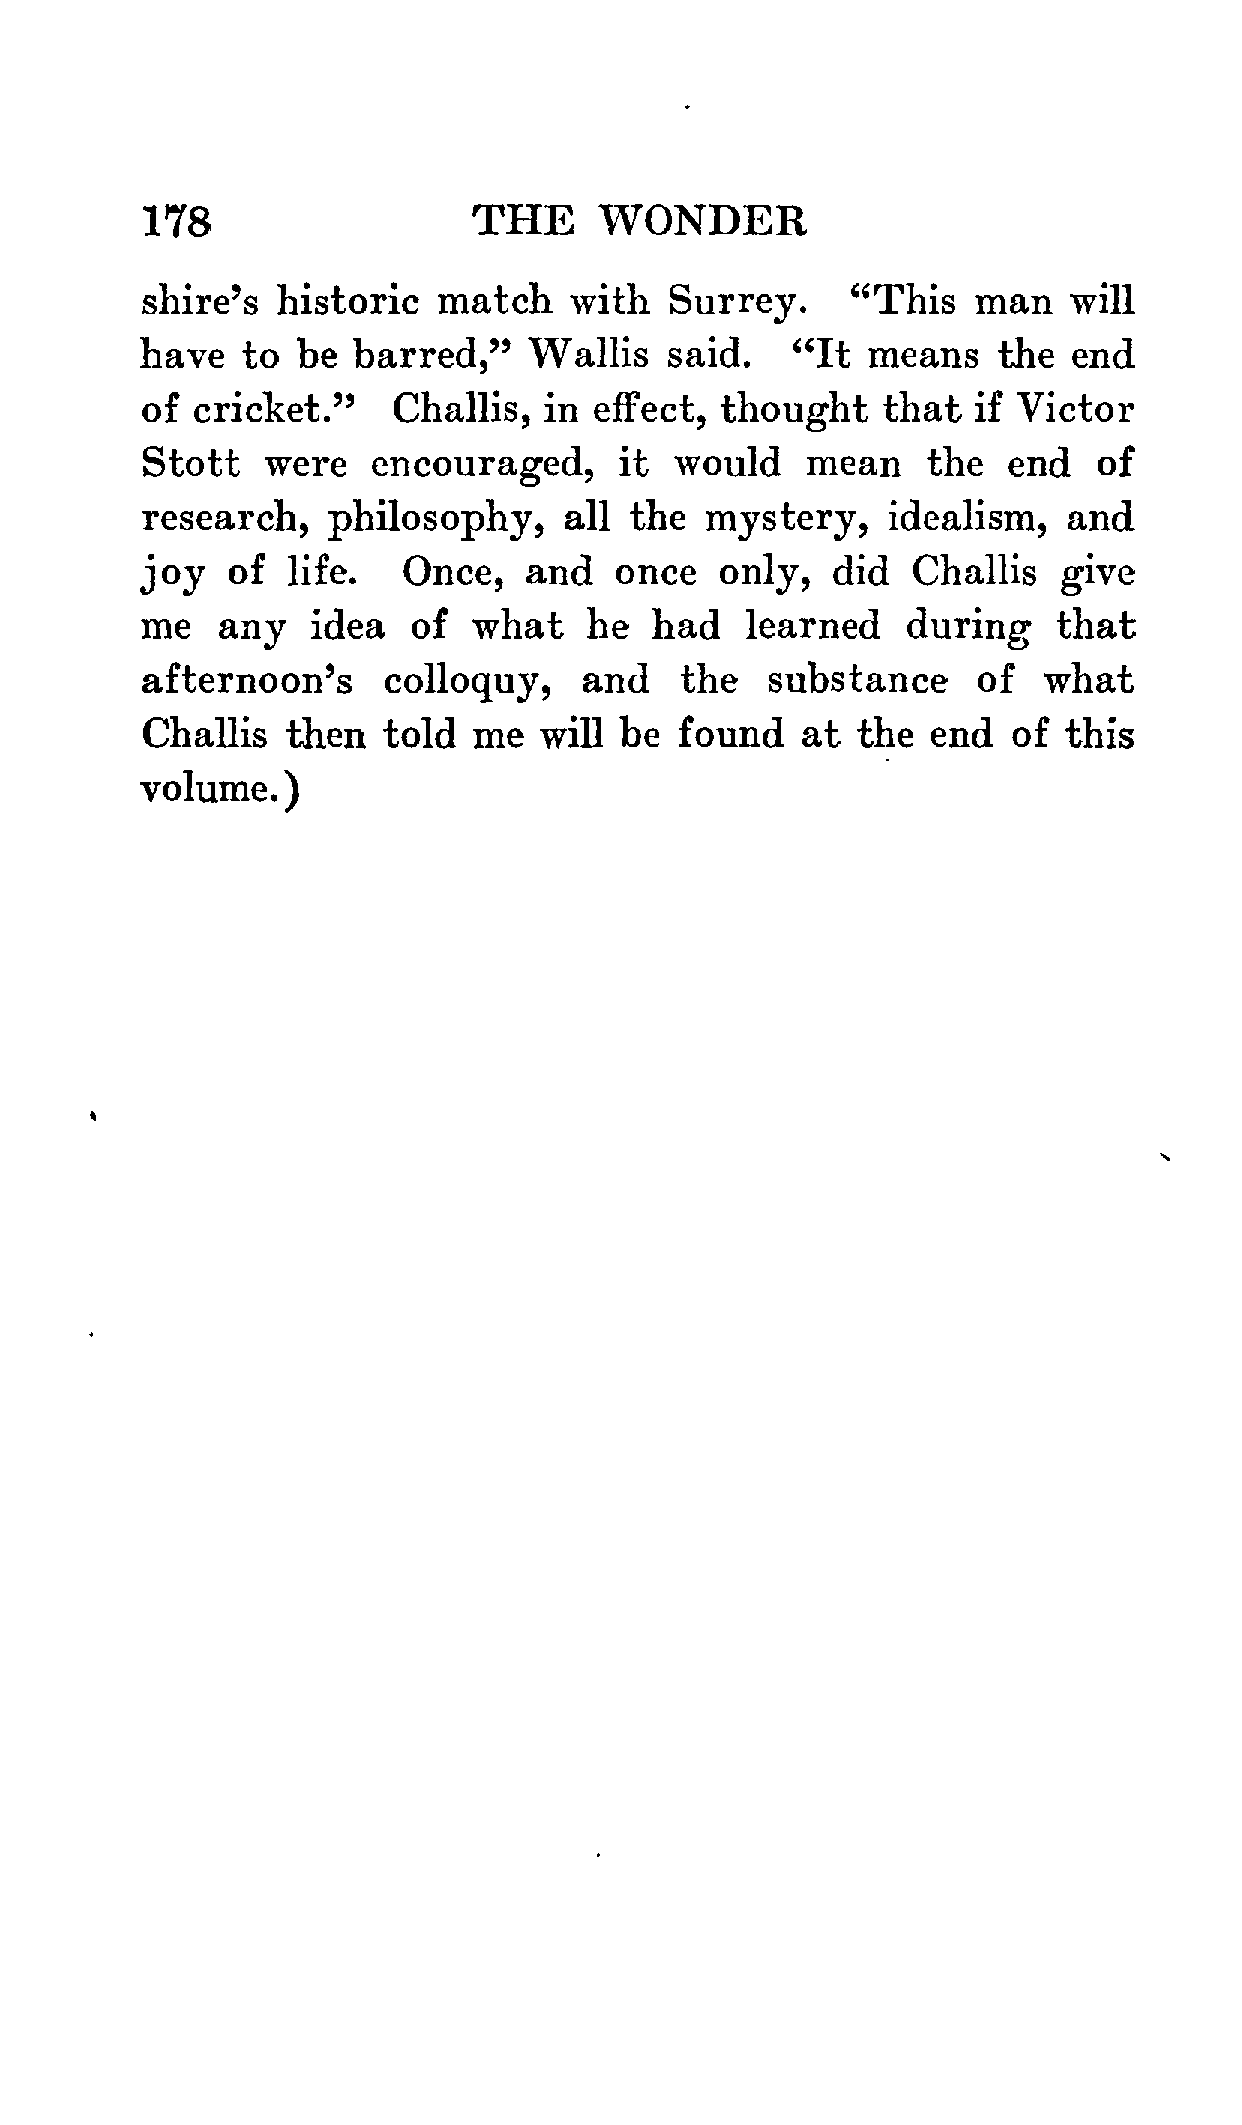 178 THE WONDER
shire's historic match with Surrey. "This man will
have to be barred," Wallis said. "It means the end
of cricket." Challis, in effect, thought that if Victor
Stott were encouraged, it would mean the end of
research, philosophy, all the mystery, idealism, and
joy of life. Once, and once only, did Challis give
me any idea of what he had learned during that
afternoon's colloquy, and the substance of what
Challis then told me will be found at the end of this
volume.)